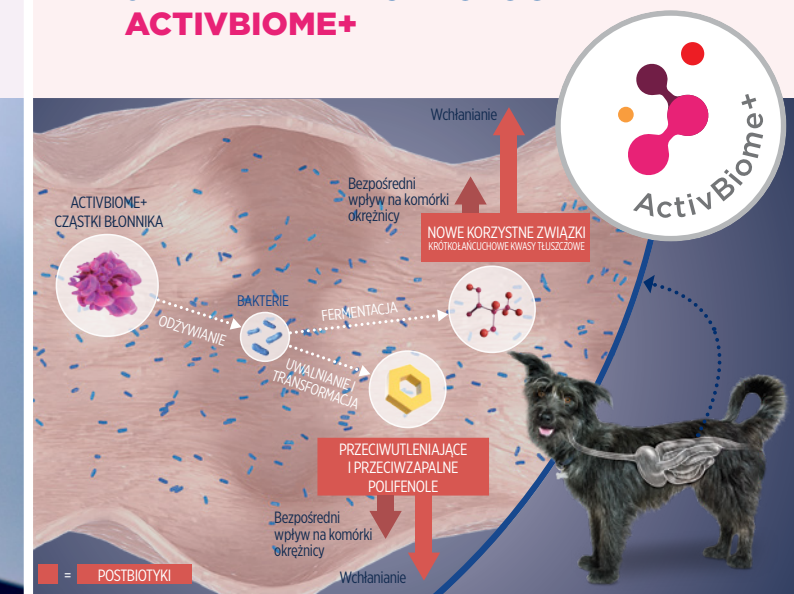 ACTIVBIOME+
ActivBiome+
Wchłanianie
Bezpośredni
wpływ na komórki
okrężnicy
ACTIVBIOME+
CZĄSTKI BŁONNIKA
NOWE KORZYSTNE ZWIĄZKI
KRÓTKOŁAŃCUCHOWE KWASY TŁUSZCZOWE
BAKTERIE
ODŻYWIANIE
FERMENTACJA
UWALNIANIE I
TRANSFORMACJA
PRZECIWUTLENIAJĄCE
I PRZECIWZAPALNE
POLIFENOLE
Bezpośredni
wpływ na komórki
okrężnicy
Wchłanianie
= POSTBIOTYKI